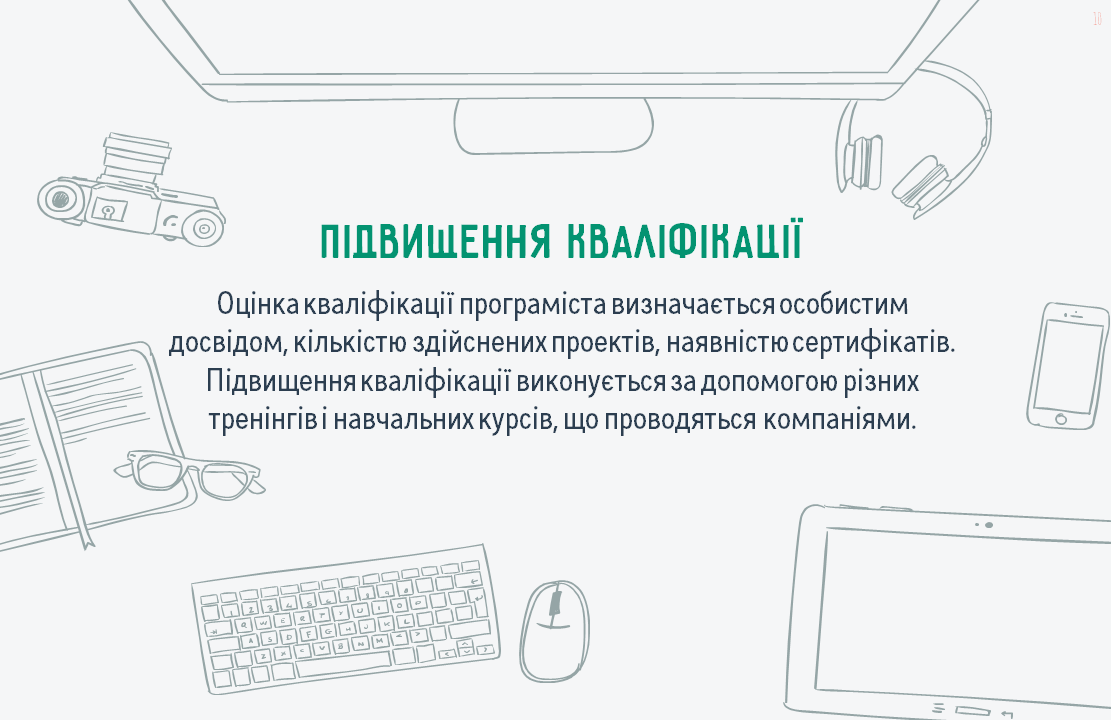 10
ПІДВИЩЕННЯ КВАЛІФІКАЦІЇ
Оцінка кваліфікації програміста визначається особистим
досвідом, кількістю здійснених проектів, наявністю сертифікатів.
Підвищення кваліфікації виконується за допомогою різних
тренінгів і навчальних курсів, що проводяться компаніями.